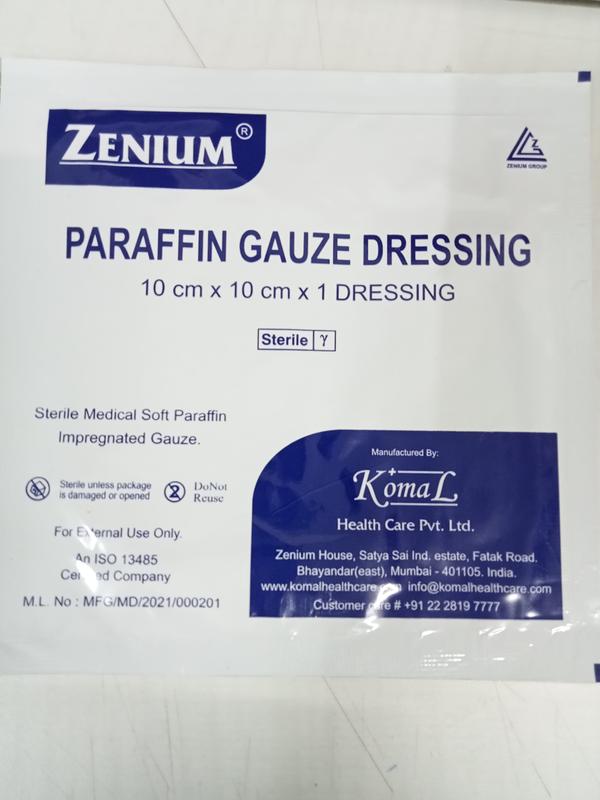 ZENIUM®
ZENIUM GROUP
PARAFFIN GAUZE DRESSING
10 cm x 10 cm x 1 DRESSING
Sterile γ
Sterile Medical Soft Paraffin
Impregnated Gauze.
Sterile unless package
is damaged or opened
2
DoNot
Reuse
For External Use Only.
An ISO 13485
Certified Company
M.L. No : MFG/MD/2021/000201
Manufactured By:
KomaL
Health Care Pvt. Ltd.
Zenium House, Satya Sai Ind. estate, Fatak Road.
Bhayandar(east), Mumbai - 401105. India.
www.komalhealthcare.com info@komalhealthcare.com
Customer care # +91 22 2819 7777